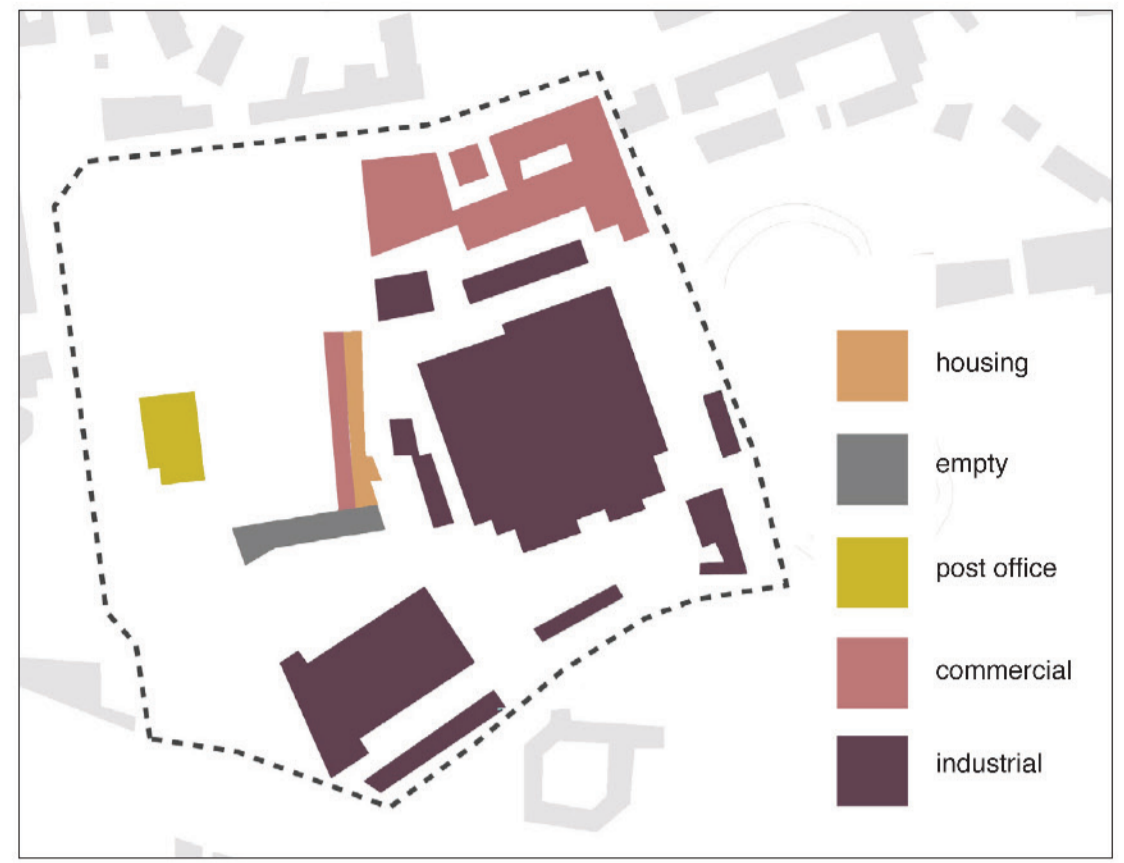 housing
empty
post office
commercial
industrial